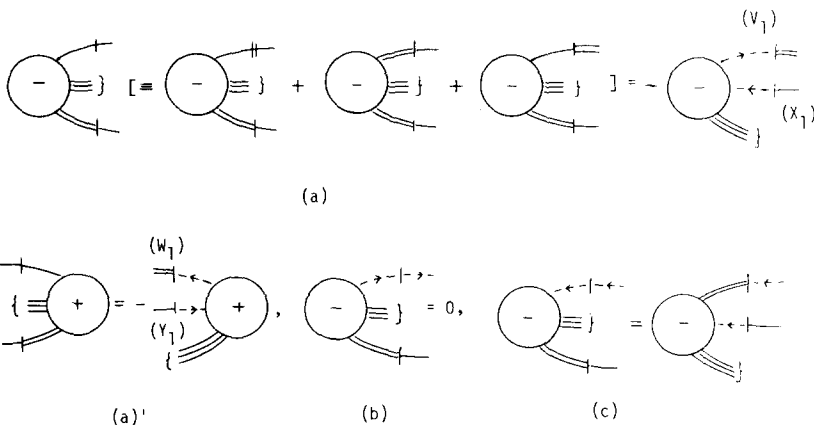 (V1)
- } [≡ - } + - } + - } ] = - -
(X1)
}
(a)
(W1)
{ + = - + , - } = 0, - } = -
(Y1)
{ }
(a)' (b) (c)